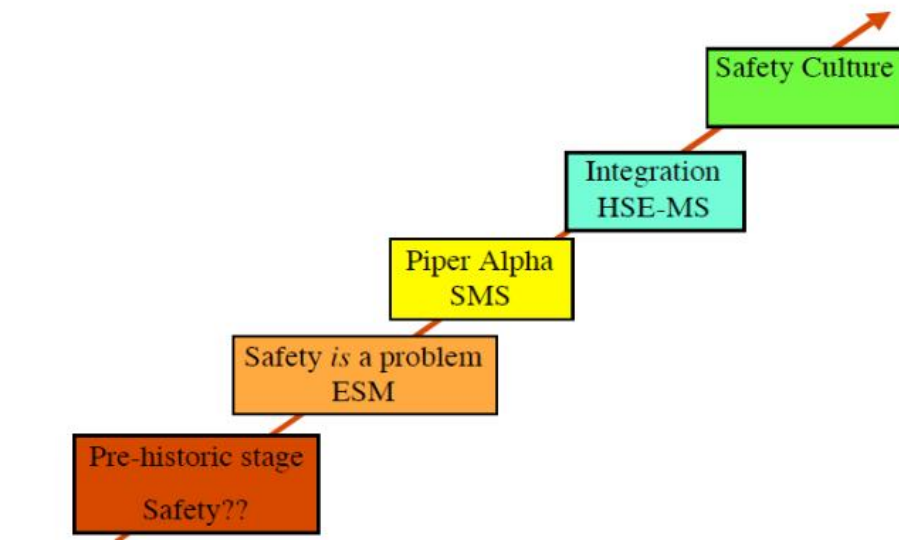 Safety Culture
Integration
HSE-MS
Piper Alpha
SMS
Safety is a problem
ESM
Pre-historic stage
Safety??